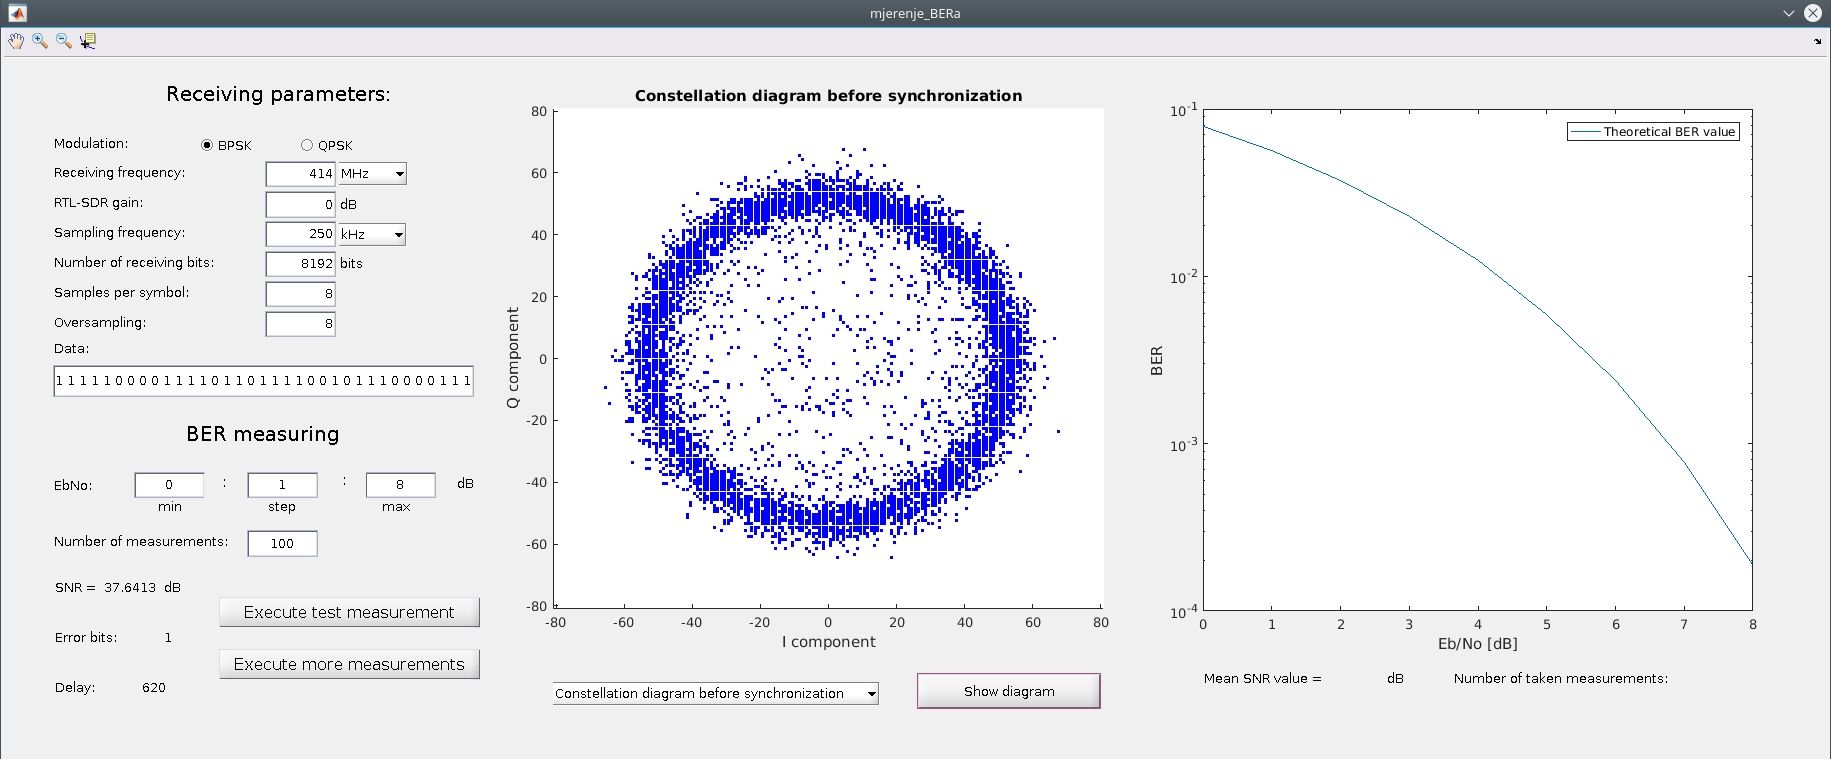 mjerenje_BERa
Receiving parameters:
Modulation: BPSK QPSK
Receiving frequency: 414 MHz
RTL-SDR gain: 0 dB
Sampling frequency: 250 kHz
Number of receiving bits: 8192 bits
Samples per symbol: 8
Oversampling: 8
Data:
1 1 1 1 1 0 0 0 0 1 1 1 1 0 1 1 0 1 1 1 1 0 0 1 0 1 1 1 0 0 0 0 1 1 1
BER measuring
EbNo: 0 : 1 : 8 dB
min step max
Number of measurements: 100
SNR = 37.6413 dB
Execute test measurement
Error bits: 1
Execute more measurements
Delay: 620
Constellation diagram before synchronization
80
60
40
20
0
-20
-40
-60
-80
Q component
-80 -60 -40 -20 0 20 40 60 80
I component
Constellation diagram before synchronization
Show diagram
Theoretical BER value
10-1
10-2
10-3
10-4
BER
0 1 2 3 4 5 6 7 8
Eb/No [dB]
Mean SNR value = dB Number of taken measurements: